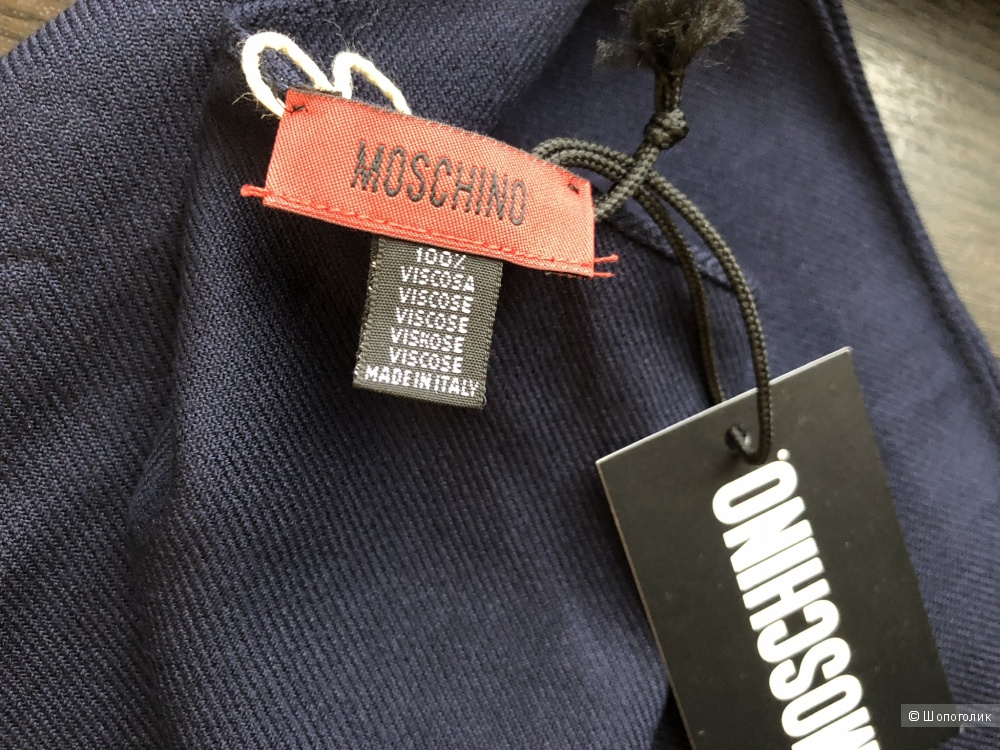 MOSCHINO
100%
VISCOSA
VISCOSE
VISCOSE
VISKOSE
VISCOSE
MADE IN ITALY
MOSCHINO.
© Шопоголик